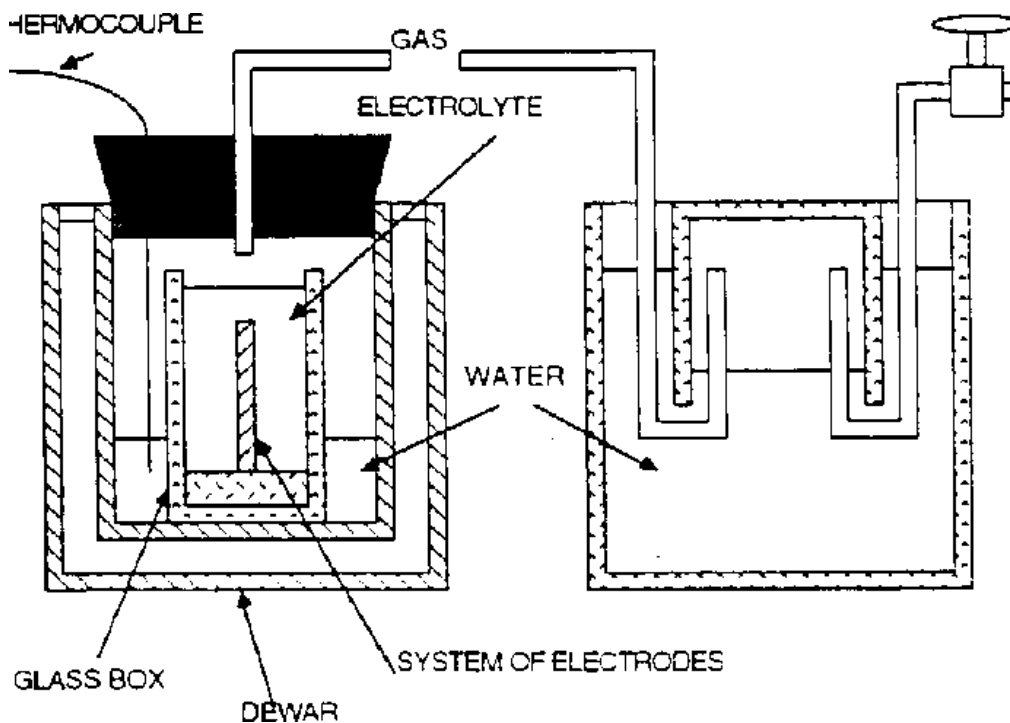 HERMOCOUPLE
GAS
ELECTROLYTE
WATER
SYSTEM OF ELECTRODES
GLASS BOX
DEWAR